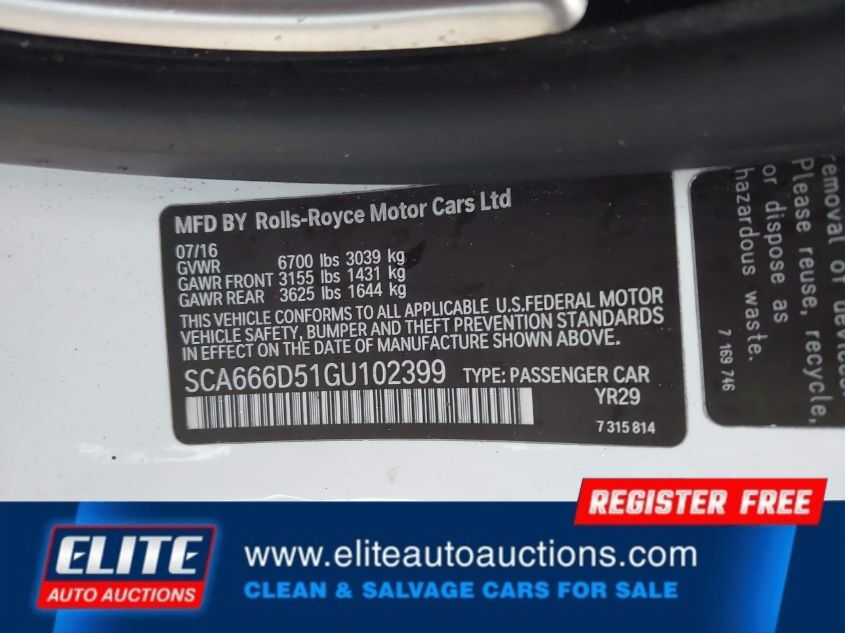 MFD BY Rolls-Royce Motor Cars Ltd
07/16
GVWR 6700 lbs 3039 kg
GAWR FRONT 3155 lbs 1431 kg
GAWR REAR 3625 lbs 1644 kg
THIS VEHICLE CONFORMS TO ALL APPLICABLE U.S.FEDERAL MOTOR
VEHICLE SAFETY, BUMPER AND THEFT PREVENTION STANDARDS
IN EFFECT ON THE DATE OF MANUFACTURE SHOWN ABOVE.
SCA666D51GU102399 TYPE: PASSENGER CAR
YR29
7 315 814
removal of devices
Please reuse, recycle,
or dispose as
hazardous waste.
7 169 746
REGISTER FREE
ELITE
AUTO AUCTIONS
www.eliteautoauctions.com
CLEAN & SALVAGE CARS FOR SALE